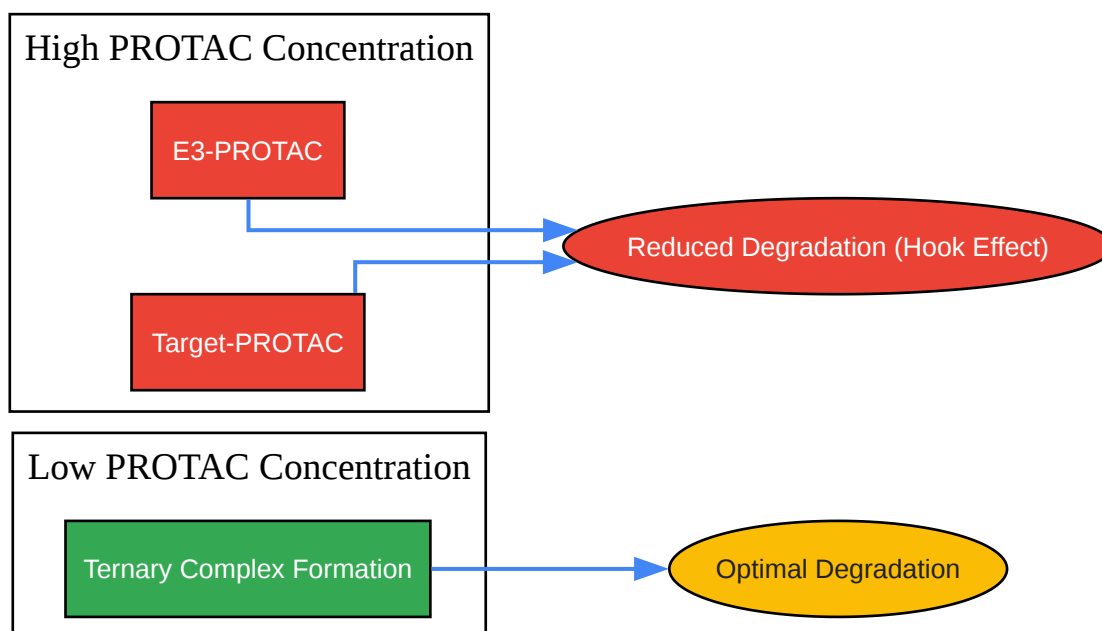 High PROTAC Concentration
E3-PROTAC
Target-PROTAC
Reduced Degradation (Hook Effect)
Low PROTAC Concentration
Ternary Complex Formation
Optimal Degradation